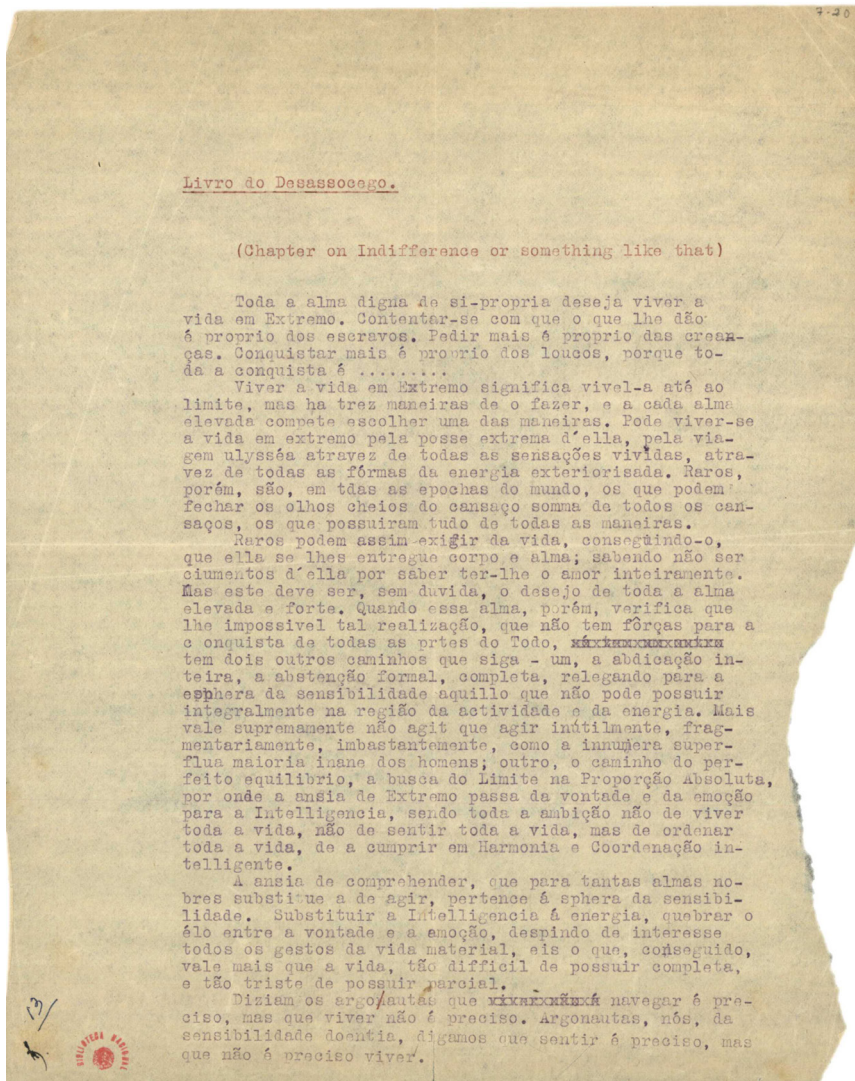 7-20
Livro do Desassocego.
(Chapter on Indifference or something like that)
Toda a alma digna de si-propria deseja viver a
vida em Extremo. Contentar-se com que o que lhe dão
é proprio dos escravos. Pedir mais é proprio das crean-
ças. Conquistar mais é proprio dos loucos, porque to-
da a conquista é .........
Viver a vida em Extremo significa vivel-a até ao
limite, mas ha trez maneiras de o fazer, e a cada alma
elevada compete escolher uma das maneiras. Pode viver-se
a vida em extremo pela posse extrema d´ella, pela via-
gem ulysséa atravez de todas as sensações vividas, atra-
vez de todas as fórmas da energia exteriorisada. Raros,
porém, são, em tdas as epochas do mundo, os que podem
fechar os olhos cheios do cansaço somma de todos os can-
saços, os que possuiram tudo de todas as maneiras.
Raros podem assim exigir da vida, conseguindo-o,
que ella se lhes entregue corpo e alma; sabendo não ser
ciumentos d´ella por saber ter-lhe o amor inteiramente.
Mas este deve ser, sem duvida, o desejo de toda a alma
elevada e forte. Quando essa alma, porém, verifica que
lhe impossivel tal realização, que não tem fôrças para a
c onquista de todas as prtes do Todo,
tem dois outros caminhos que siga - um, a abdicação in-
teira, a abstenção formal, completa, relegando para a
esphera da sensibilidade aquillo que não pode possuir
integralmente na região da actividade e da energia. Mais
vale supremamente não agit que agir inútilmente, frag-
mentariamente, imbastantemente, como a innumera super-
flua maioria inane dos homens; outro, o caminho do per-
feito equilibrio, a busca do Limite na Proporção Absoluta,
por onde a ansia de Extremo passa da vontade e da emoção
para a Intelligencia, sendo toda a ambição não de viver
toda a vida, não de sentir toda a vida, mas de ordenar
toda a vida, de a cumprir em Harmonia e Coordenação in-
telligente.
A ansia de comprehender, que para tantas almas no-
bres substitue a de agir, pertence á sphera da sensibi-
lidade. Substituir a Intelligencia á energia, quebrar o
élo entre a vontade e a emoção, despindo de interesse
todos os gestos da vida material, eis o que, conseguido,
vale mais que a vida, tão difficil de possuir completa,
e tão triste de possuir parcial.
Diziam os argonautas que navegar é pre-
ciso, mas que viver não é preciso. Argonautas, nós, da
sensibilidade doentia, digamos que sentir é preciso, mas
que não é preciso viver.
BIBLIOTECA NACIONAL